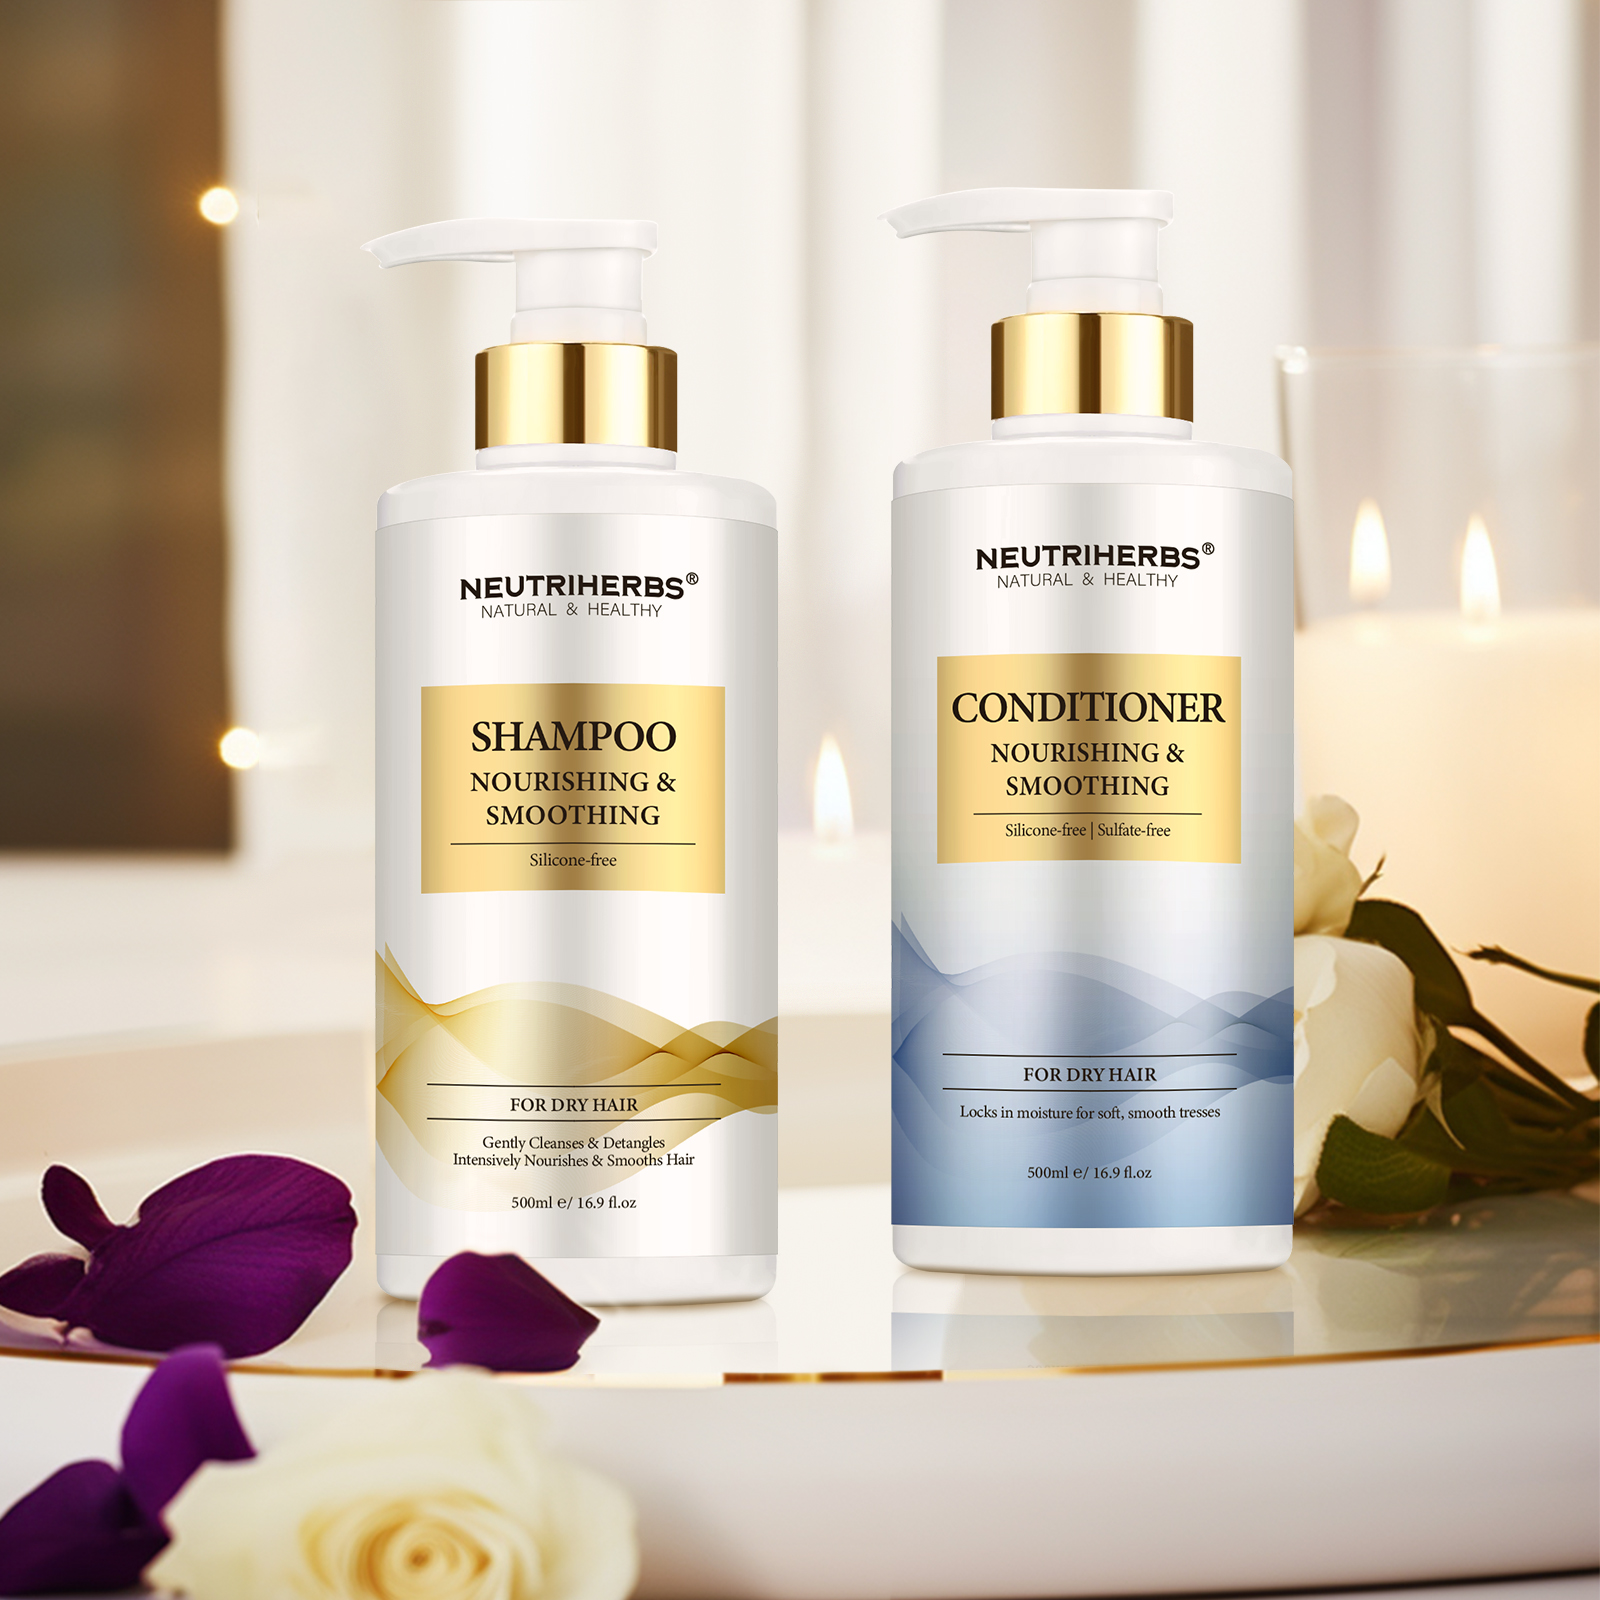 NEUTRIHERBS®
NATURAL & HEALTHY
SHAMPOO
NOURISHING &
SMOOTHING
Silicone-free
FOR DRY HAIR
Gently Cleanses & Detangles
Intensively Nourishes & Smooths Hair
500ml ℮/ 16.9 fl.oz
NEUTRIHERBS®
NATURAL & HEALTHY
CONDITIONER
NOURISHING &
SMOOTHING
Silicone-free | Sulfate-free
FOR DRY HAIR
Locks in moisture for soft, smooth tresses
500ml ℮/ 16.9 fl.oz